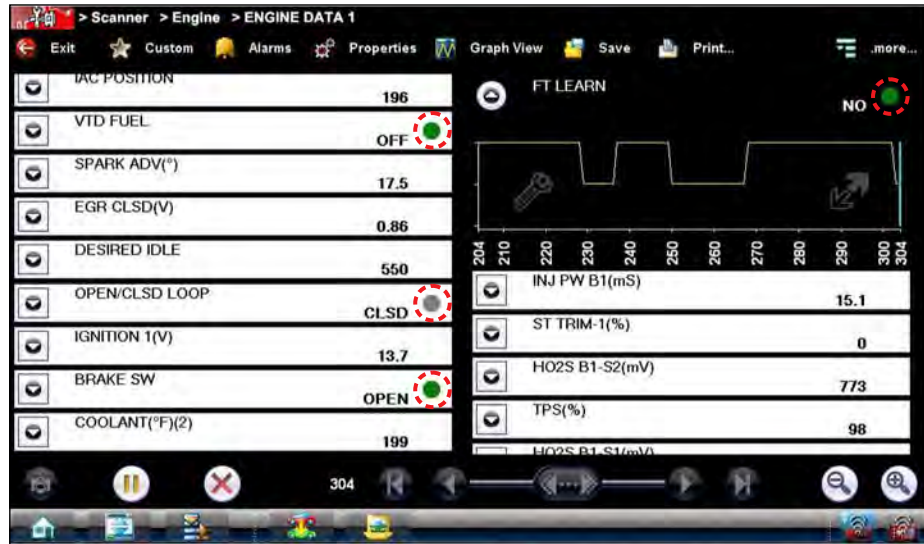 > Scanner > Engine > ENGINE DATA 1
Exit Custom Alarms Properties Graph View Save Print... .more...
IAC POSITION
196
VTD FUEL
OFF
SPARK ADV(°)
17.5
EGR CLSD(V)
0.86
DESIRED IDLE
550
OPEN/CLSD LOOP
CLSD
IGNITION 1(V)
13.7
BRAKE SW
OPEN
COOLANT(°F)(2)
199
FT LEARN
NO
204 210 220 230 240 250 260 270 280 290 300 304
INJ PW B1(mS)
15.1
ST TRIM-1(%)
0
HO2S B1-S2(mV)
773
TPS(%)
98
HO2S B1-S1(mV)
304